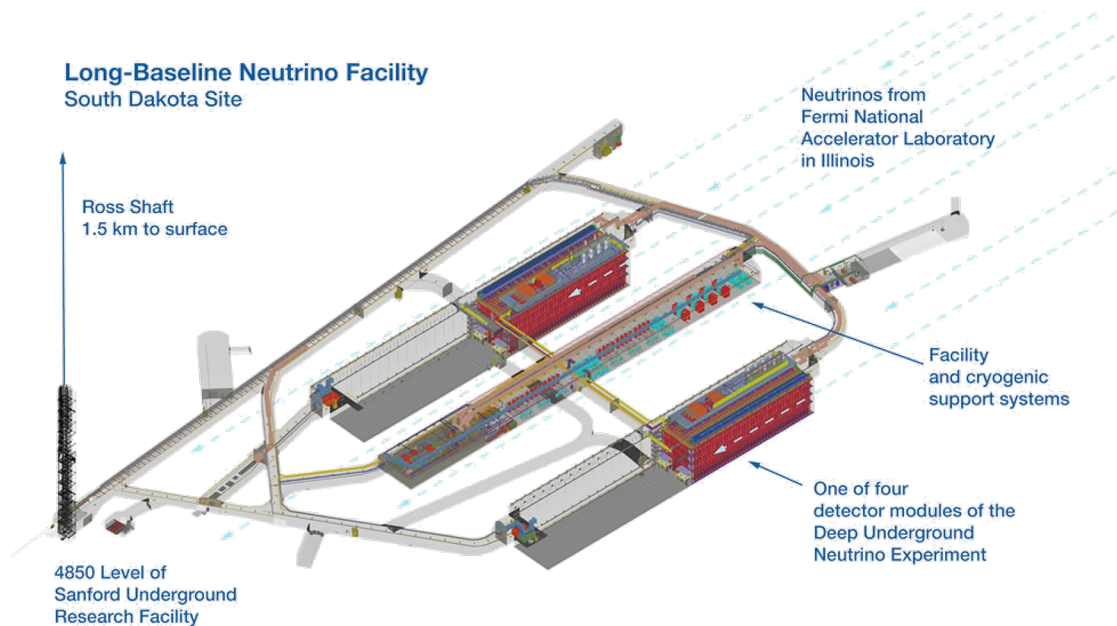 Long-Baseline Neutrino Facility
South Dakota Site
Neutrinos from
Fermi National
Accelerator Laboratory
in Illinois
Ross Shaft
1.5 km to surface
Facility
and cryogenic
support systems
One of four
detector modules of the
Deep Underground
Neutrino Experiment
4850 Level of
Sanford Underground
Research Facility